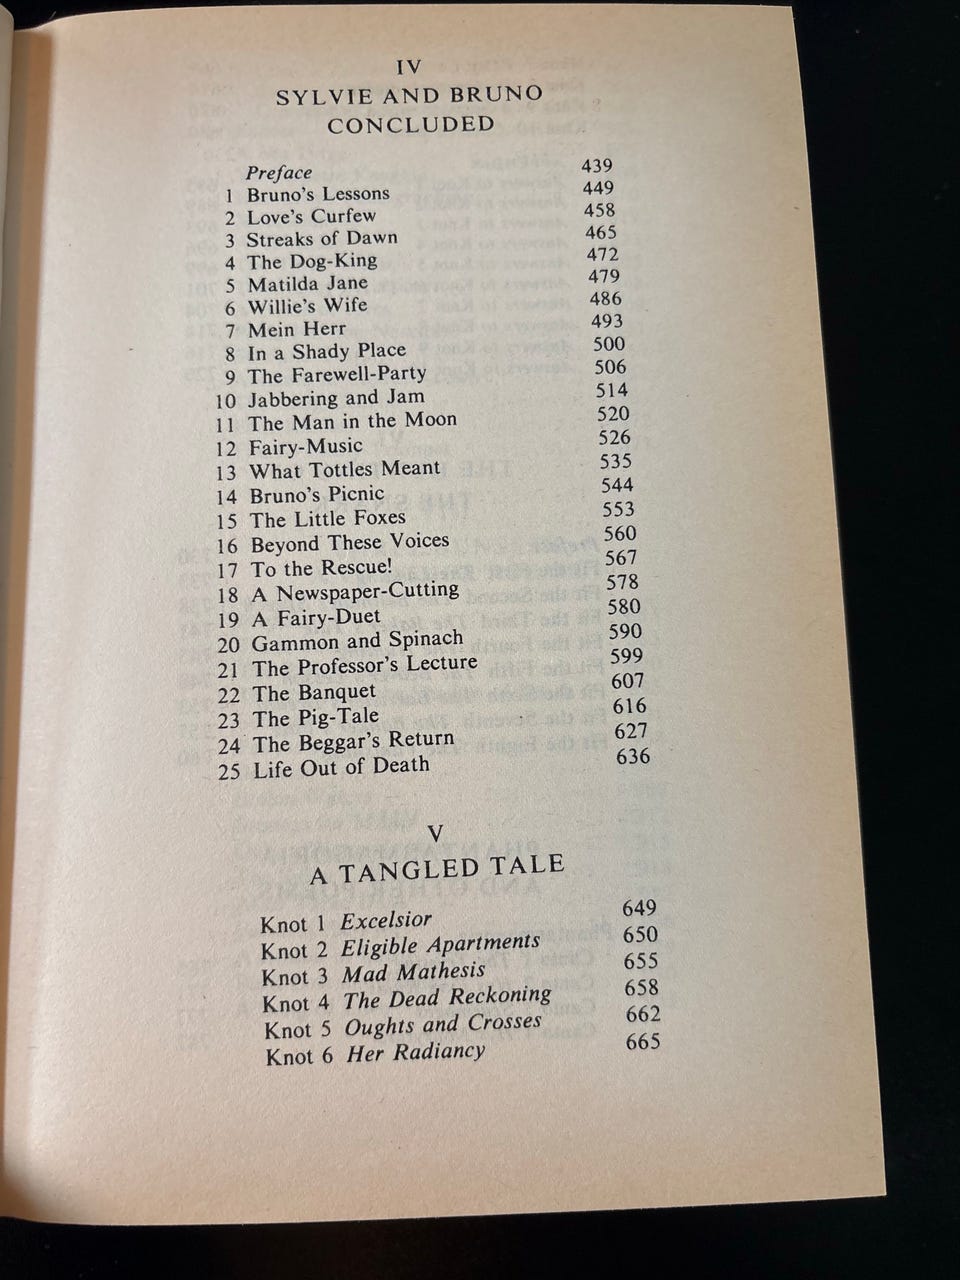 IV
SYLVIE AND BRUNO
CONCLUDED
Preface 439
1 Bruno's Lessons 449
2 Love's Curfew 458
3 Streaks of Dawn 465
4 The Dog-King 472
5 Matilda Jane 479
6 Willie's Wife 486
7 Mein Herr 493
8 In a Shady Place 500
9 The Farewell-Party 506
10 Jabbering and Jam 514
11 The Man in the Moon 520
12 Fairy-Music 526
13 What Tottles Meant 535
14 Bruno's Picnic 544
15 The Little Foxes 553
16 Beyond These Voices 560
17 To the Rescue! 567
18 A Newspaper-Cutting 578
19 A Fairy-Duet 580
20 Gammon and Spinach 590
21 The Professor's Lecture 599
22 The Banquet 607
23 The Pig-Tale 616
24 The Beggar's Return 627
25 Life Out of Death 636
V
A TANGLED TALE
Knot 1 Excelsior 649
Knot 2 Eligible Apartments 650
Knot 3 Mad Mathesis 655
Knot 4 The Dead Reckoning 658
Knot 5 Oughts and Crosses 662
Knot 6 Her Radiancy 665